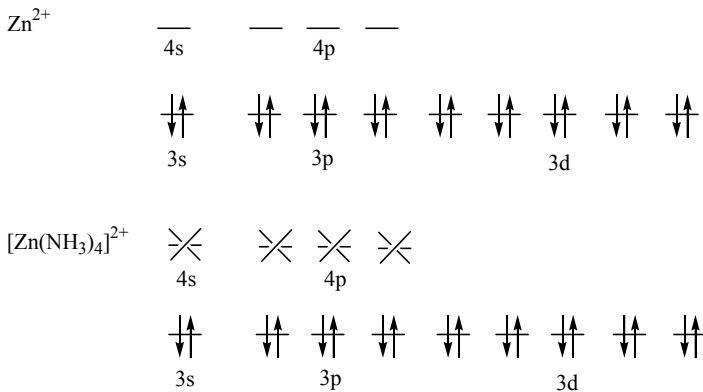 Zn²⁺
4s 4p
3s 3p 3d
[Zn(NH₃)₄]²⁺
4s 4p
3s 3p 3d